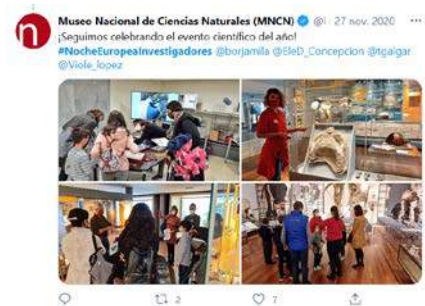 Museo Nacional de Ciencias Naturales (MNCN) @ · 27 nov. 2020
¡Seguimos celebrando el evento científico del año!
#NocheEuropeaInvestigadores @borjamila @EleD_Concepcion @tgalgar
@Viole_lopez
2
7